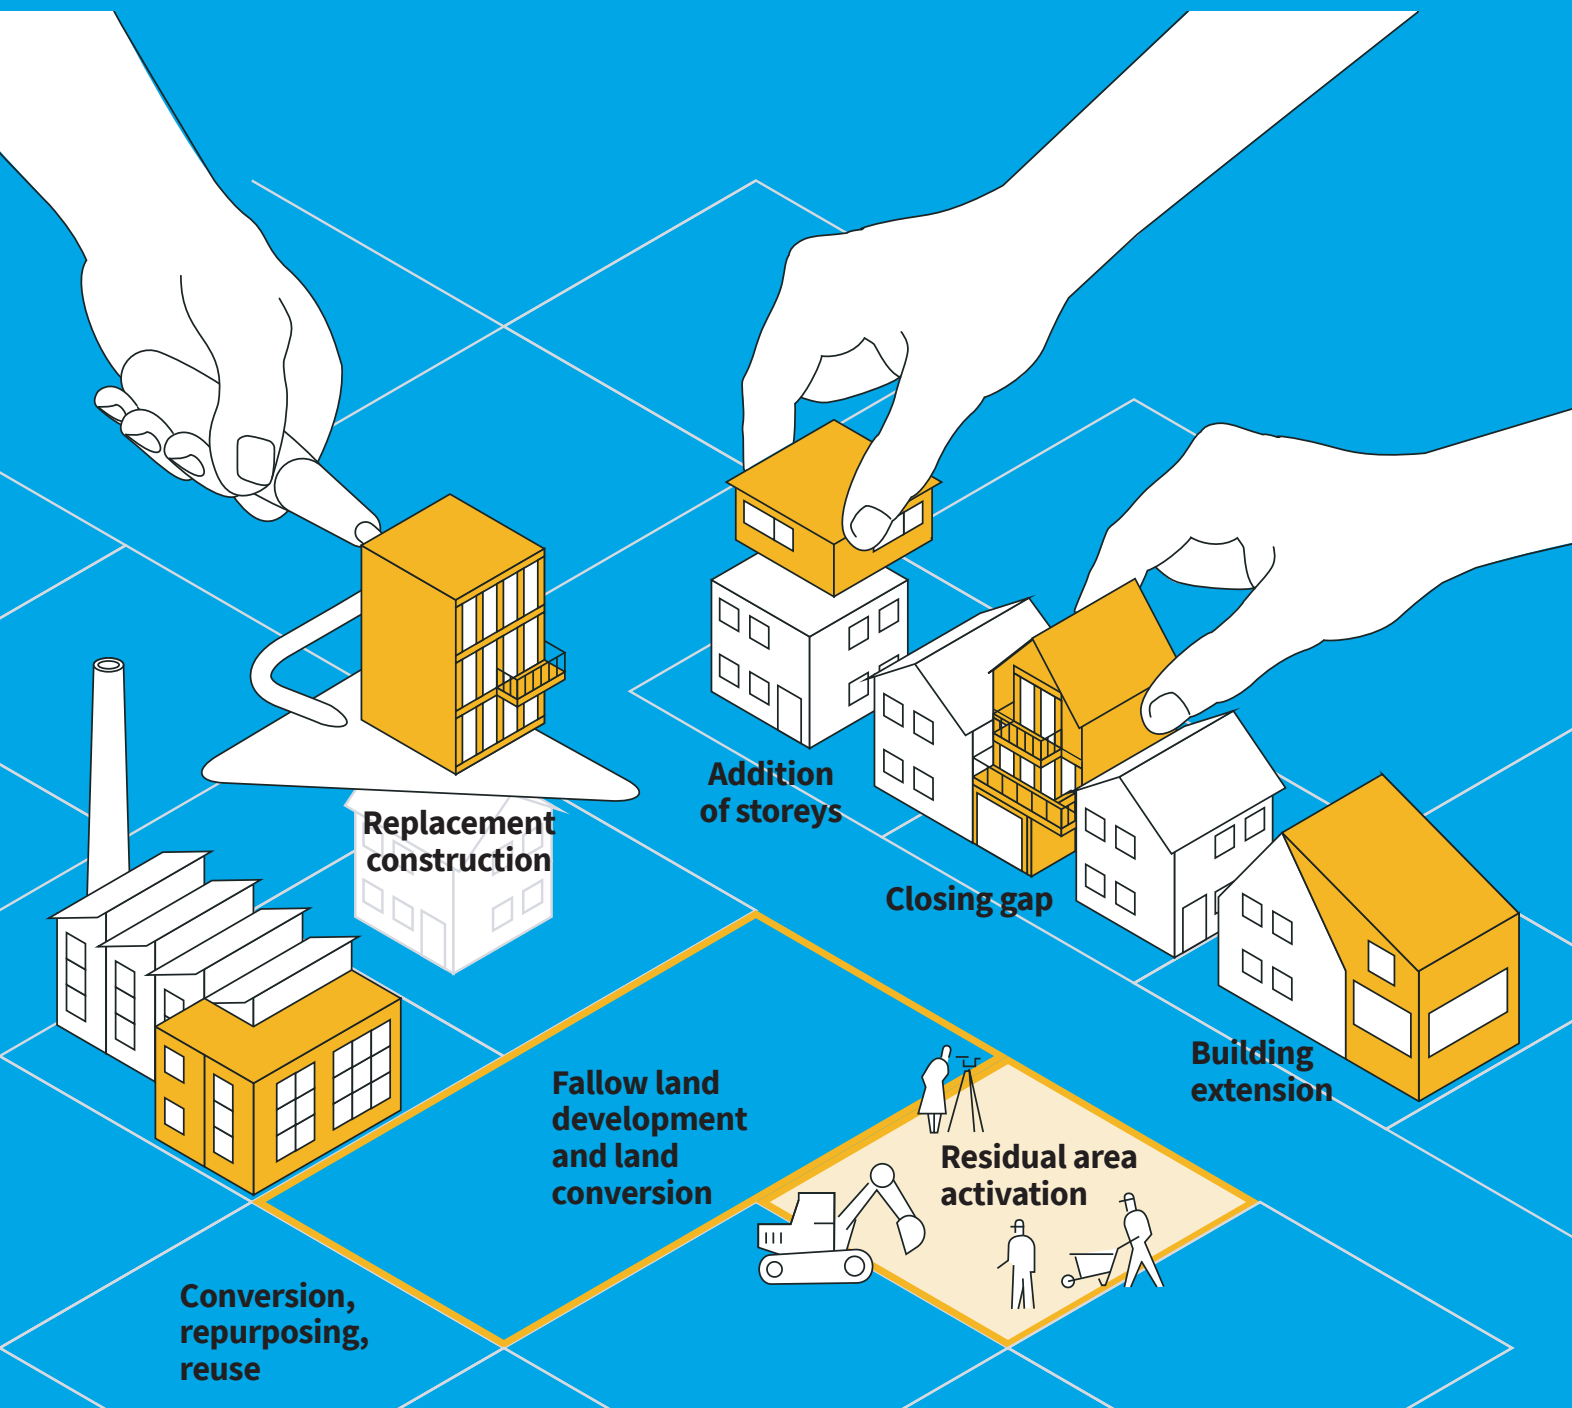 Addition
of storeys
Replacement
construction
Closing gap
Building
extension
Fallow land
development
and land
conversion
Residual area
activation
Conversion,
repurposing,
reuse